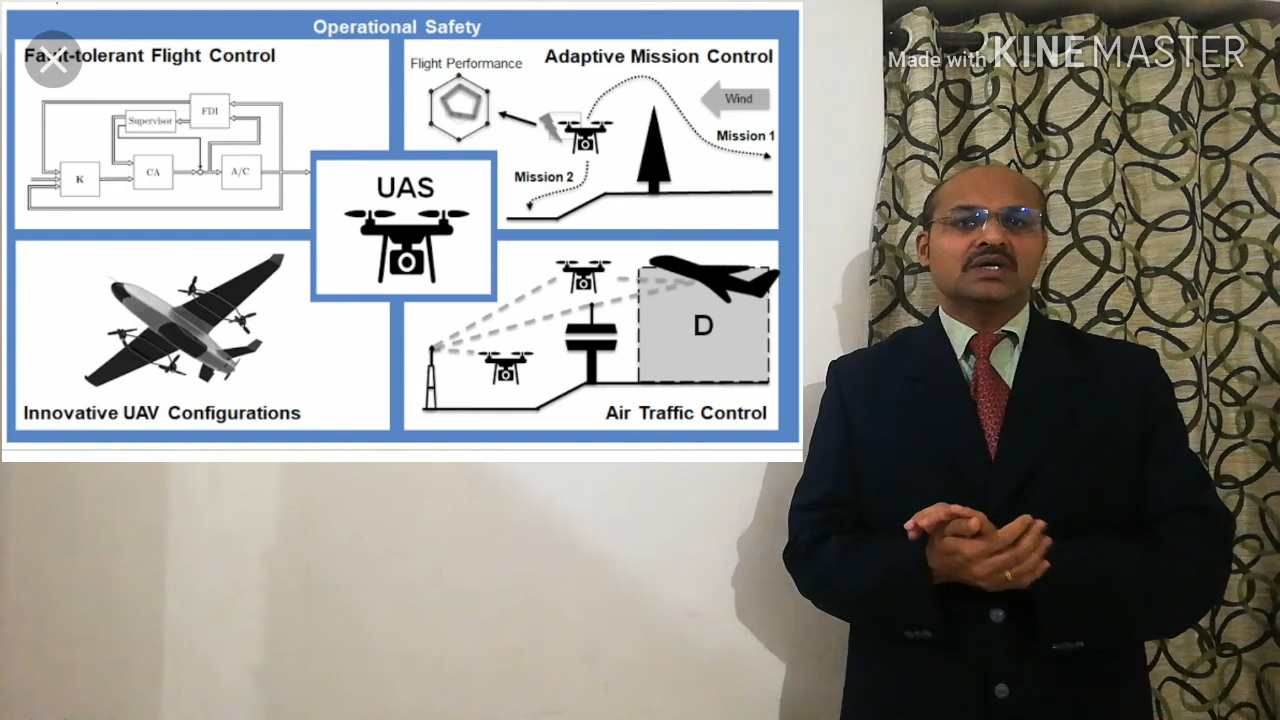 Operational Safety
Fault-tolerant Flight Control
FDI
Supervisor
K
CA
A/C
Adaptive Mission Control
Flight Performance
Wind
Mission 1
Mission 2
UAS
Innovative UAV Configurations
D
Air Traffic Control
Made with KINEMASTER